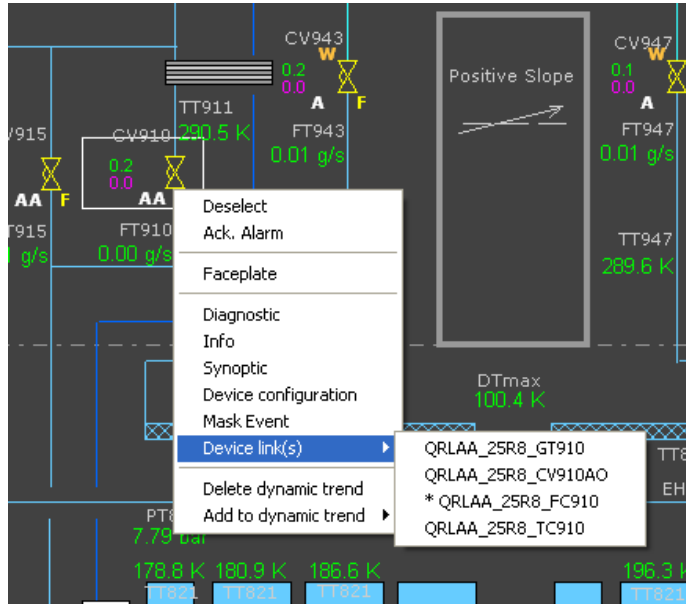 CV943
W
0.2
0.0
A
F
CV947
W
0.1
0.0
A
Positive Slope
TT911
290.5 K
FT943
0.01 g/s
FT947
0.01 g/s
V915
CV910
0.2
0.0
AA
F
AA
T915
g/s
FT910
0.00 g/s
TT947
289.6 K
Deselect
Ack. Alarm
Faceplate
Diagnostic
Info
Synoptic
Device configuration
Mask Event
Device link(s)
Delete dynamic trend
Add to dynamic trend
QRLAA_25R8_GT910
QRLAA_25R8_CV910AO
* QRLAA_25R8_FC910
QRLAA_25R8_TC910
DTmax
100.4 K
TT8
EH
PT8
7.79 bar
178.8 K
180.9 K
186.6 K
196.3 K
TT821
TT821
TT821
TT821